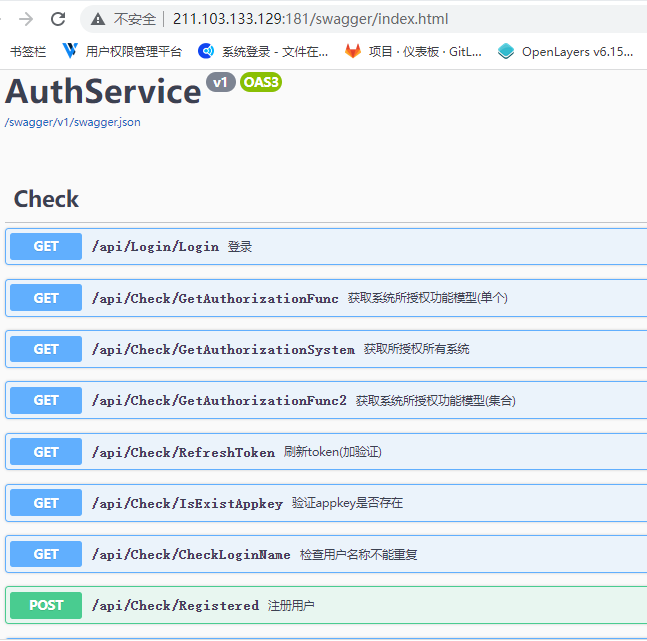 不安全 | 211.103.133.129:181/swagger/index.html
书签栏 用户权限管理平台 系统登录 - 文件在... 项目 · 仪表板 · GitL... OpenLayers v6.15...
AuthService v1 OAS3
/swagger/v1/swagger.json
Check
GET /api/Login/Login 登录
GET /api/Check/GetAuthorizationFunc 获取系统所授权功能模型(单个)
GET /api/Check/GetAuthorizationSystem 获取所授权所有系统
GET /api/Check/GetAuthorizationFunc2 获取系统所授权功能模型(集合)
GET /api/Check/RefreshToken 刷新token(加验证)
GET /api/Check/IsExistAppkey 验证appkey是否存在
GET /api/Check/CheckLoginName 检查用户名称不能重复
POST /api/Check/Registered 注册用户